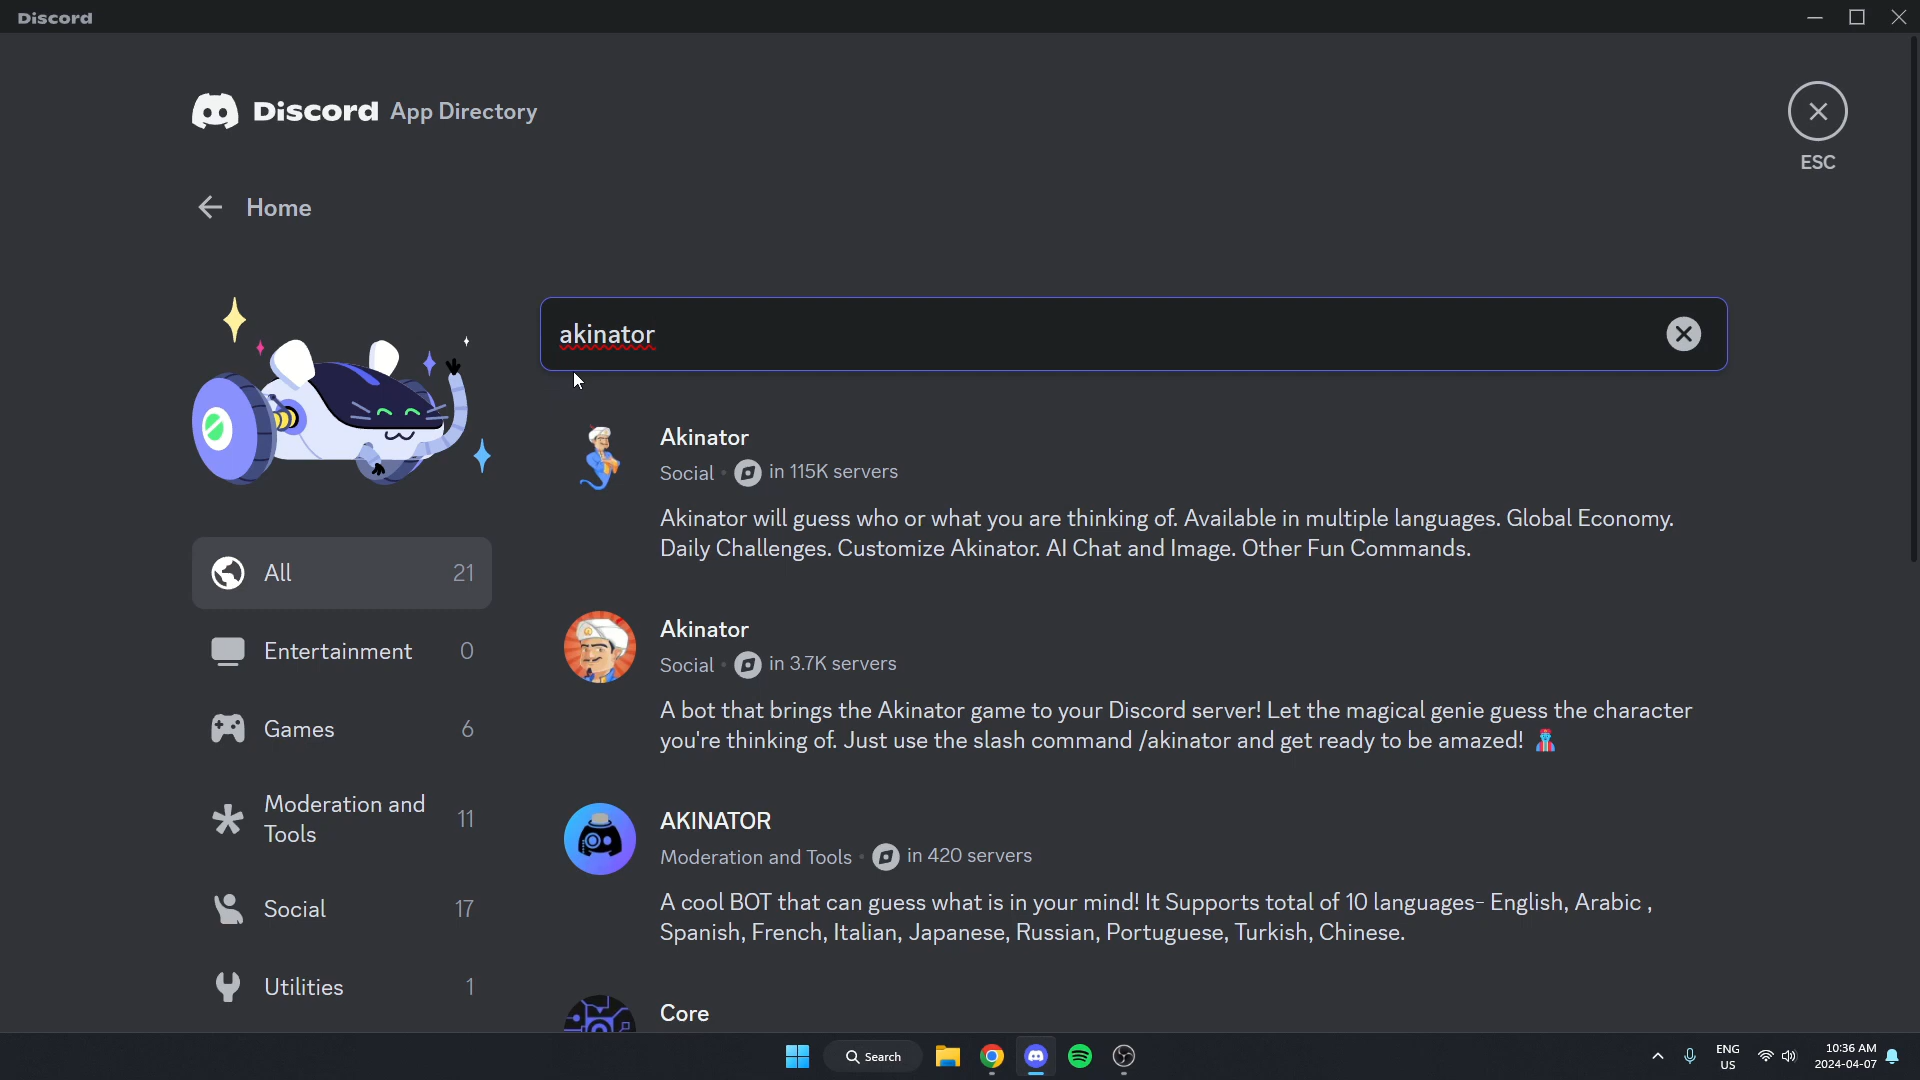 Discord
Discord App Directory
ESC
Home
akinator
Akinator
Social • in 115K servers
Akinator will guess who or what you are thinking of. Available in multiple languages. Global Economy.
Daily Challenges. Customize Akinator. AI Chat and Image. Other Fun Commands.
All 21
Entertainment 0
Games 6
Moderation and
Tools 11
Social 17
Utilities 1
Akinator
Social • in 3.7K servers
A bot that brings the Akinator game to your Discord server! Let the magical genie guess the character
you're thinking of. Just use the slash command /akinator and get ready to be amazed!
AKINATOR
Moderation and Tools • in 420 servers
A cool BOT that can guess what is in your mind! It Supports total of 10 languages- English, Arabic ,
Spanish, French, Italian, Japanese, Russian, Portuguese, Turkish, Chinese.
Core
Search
ENG
US
10:36 AM
2024-04-07